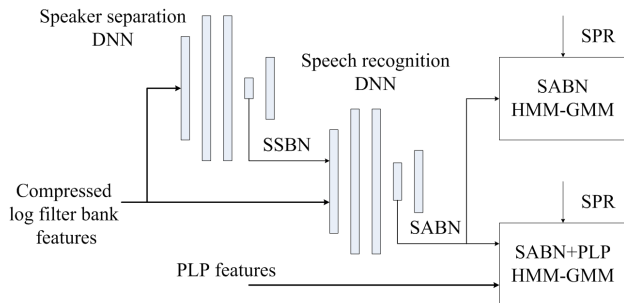 Speaker separation
DNN
SPR
Speech recognition
DNN
SABN
HMM-GMM
SSBN
Compressed
log filter bank
features
SPR
SABN
SABN+PLP
HMM-GMM
PLP features